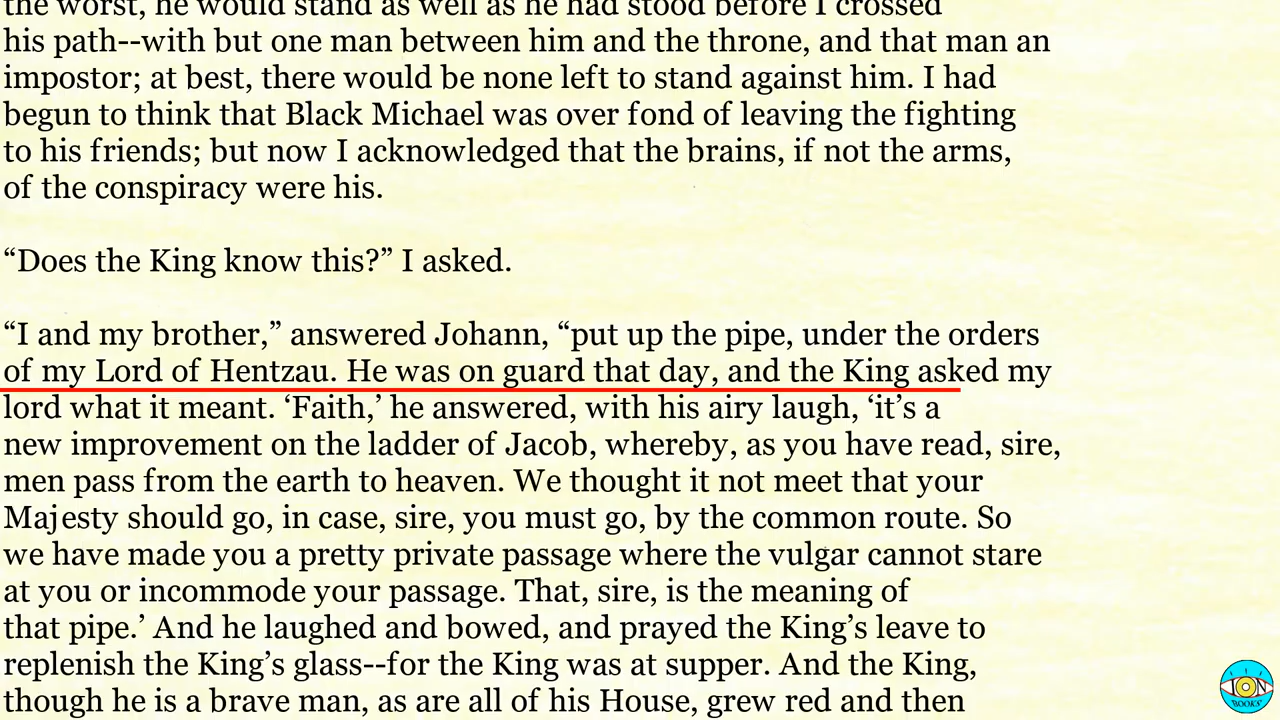 the worst, he would stand as well as he had stood before I crossed
his path--with but one man between him and the throne, and that man an
impostor; at best, there would be none left to stand against him. I had
begun to think that Black Michael was over fond of leaving the fighting
to his friends; but now I acknowledged that the brains, if not the arms,
of the conspiracy were his.
“Does the King know this?” I asked.
“I and my brother,” answered Johann, “put up the pipe, under the orders
of my Lord of Hentzau. He was on guard that day, and the King asked my
lord what it meant. ‘Faith,’ he answered, with his airy laugh, ‘it’s a
new improvement on the ladder of Jacob, whereby, as you have read, sire,
men pass from the earth to heaven. We thought it not meet that your
Majesty should go, in case, sire, you must go, by the common route. So
we have made you a pretty private passage where the vulgar cannot stare
at you or incommode your passage. That, sire, is the meaning of
that pipe.’ And he laughed and bowed, and prayed the King’s leave to
replenish the King’s glass--for the King was at supper. And the King,
though he is a brave man, as are all of his House, grew red and then
ION
BOOKS